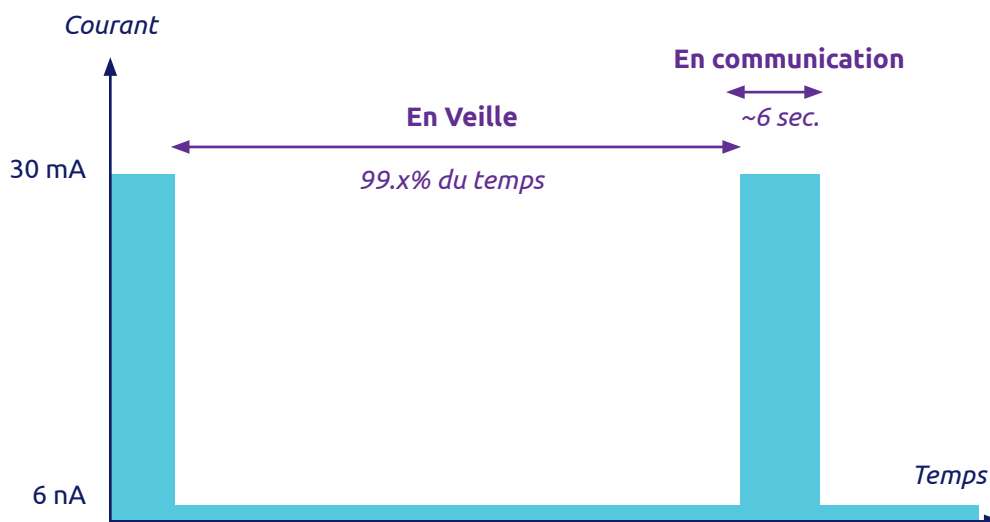 Courant
En communication
~6 sec.
En Veille
99.x% du temps
30 mA
6 nA
Temps